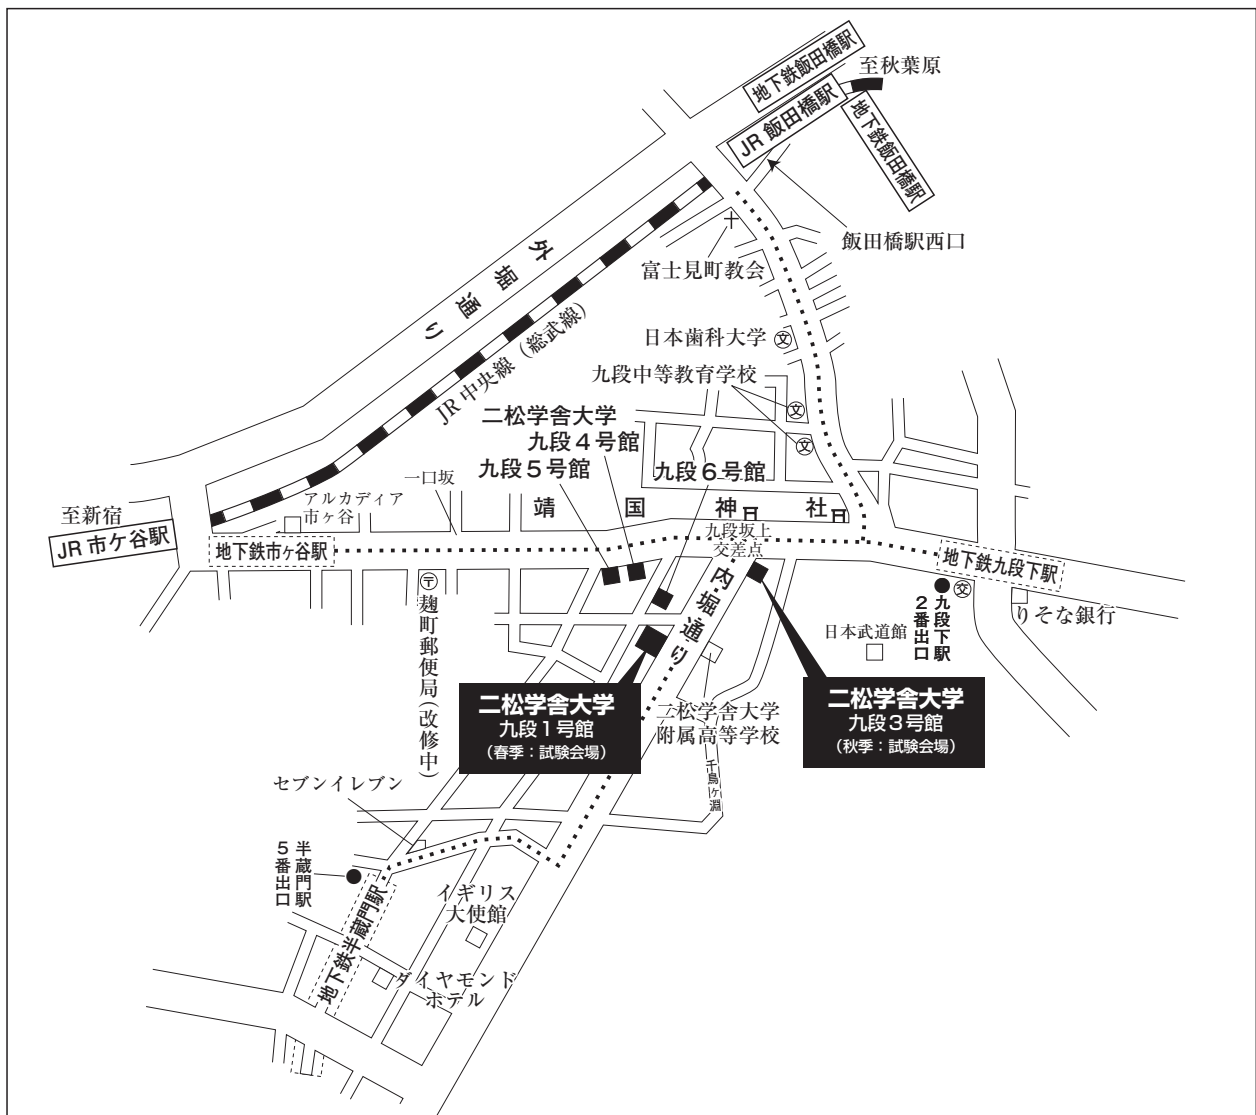 地下鉄飯田橋駅
至秋葉原
JR 飯田橋駅
地下鉄飯田橋駅
飯田橋駅西口
富士見町教会
外堀通り
JR 中央線（総武線）
日本歯科大学
文
九段中等教育学校
文
文
二松学舎大学
九段４号館
九段５号館
九段６号館
一口坂
アルカディア
市ヶ谷
至新宿
JR 市ケ谷駅
地下鉄市ヶ谷駅
靖国神社
九段坂上
交差点
地下鉄九段下駅
交
九段下駅
２番出口
りそな銀行
日本武道館
内堀通り
〒
麹町郵便局(改修中)
二松学舎大学
九段１号館
（春季：試験会場）
二松学舎大学
附属高等学校
二松学舎大学
九段３号館
（秋季：試験会場）
千鳥ヶ淵
セブンイレブン
半蔵門駅
５番出口
地下鉄半蔵門駅
イギリス
大使館
ダイヤモンド
ホテル